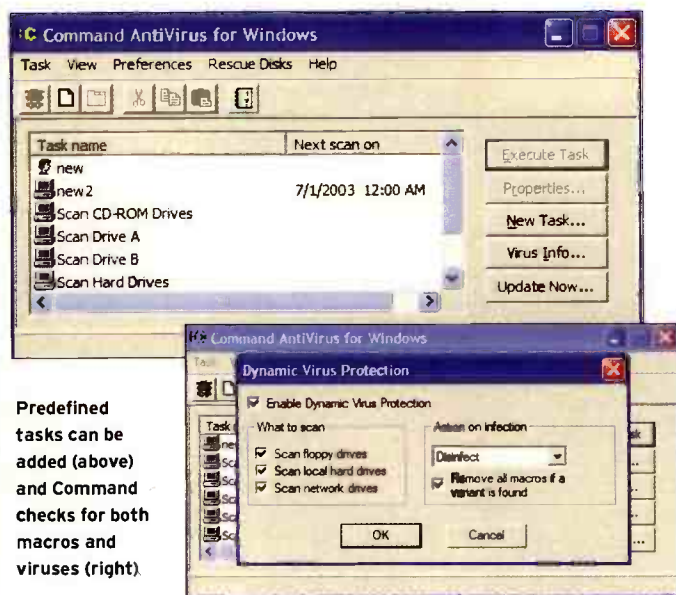 Command AntiVirus for Windows
Task View Preferences Rescue Disks Help
Task name Next scan on
new
new2 7/1/2003 12:00 AM
Scan CD-ROM Drives
Scan Drive A
Scan Drive B
Scan Hard Drives
Execute Task
Properties...
New Task...
Virus Info...
Update Now...
Predefined
tasks can be
added (above)
and Command
checks for both
macros and
viruses (right)
Command AntiVirus for Windows
Dynamic Virus Protection
Enable Dynamic Virus Protection
What to scan
Scan floppy drives
Scan local hard drives
Scan network drives
Action on infection
Disinfect
Remove all macros if a
variant is found
OK Cancel